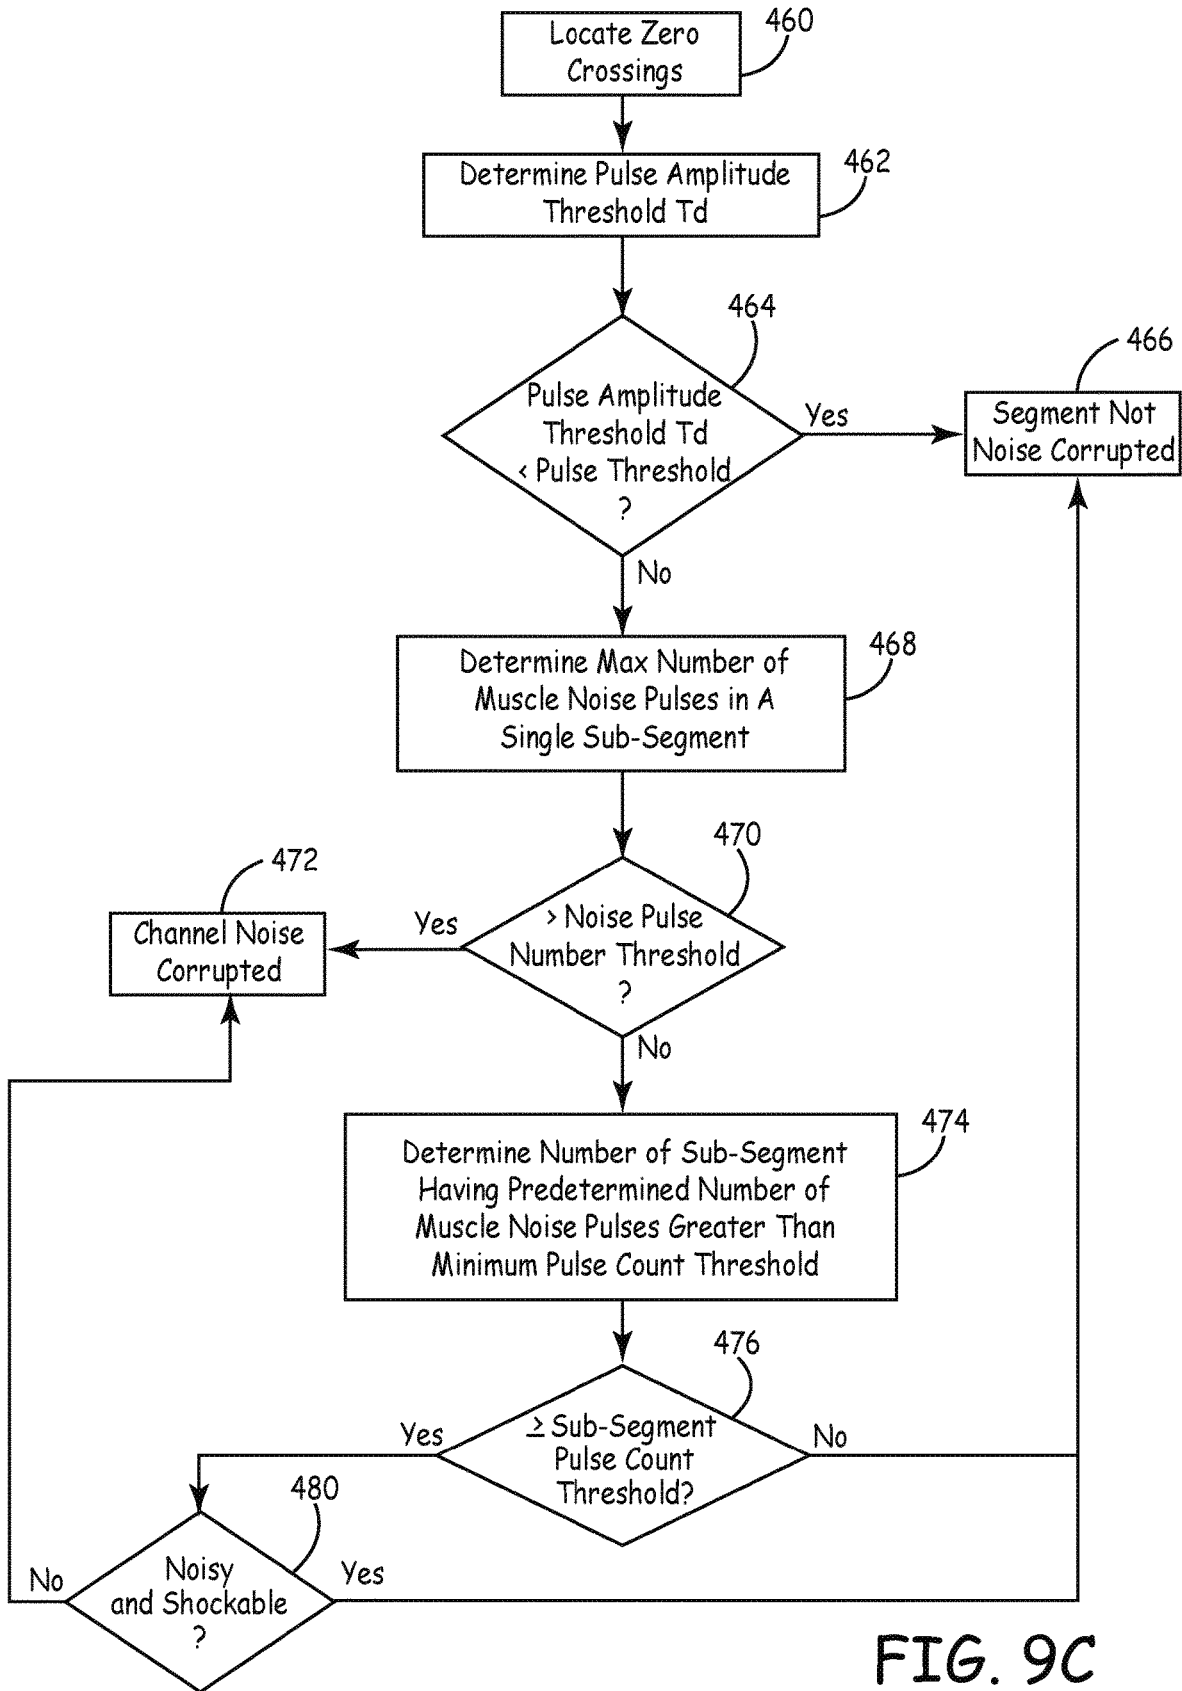 Locate Zero
Crossings
460
Determine Pulse Amplitude
Threshold Td
462
464
Pulse Amplitude
Threshold Td
< Pulse Threshold
?
Yes
466
Segment Not
Noise Corrupted
No
Determine Max Number of
Muscle Noise Pulses in A
Single Sub-Segment
468
470
> Noise Pulse
Number Threshold
?
Yes
472
Channel Noise
Corrupted
No
Determine Number of Sub-Segment
Having Predetermined Number of
Muscle Noise Pulses Greater Than
Minimum Pulse Count Threshold
474
476
≥ Sub-Segment
Pulse Count
Threshold?
Yes
No
480
Noisy
and Shockable
?
No
Yes
FIG. 9C